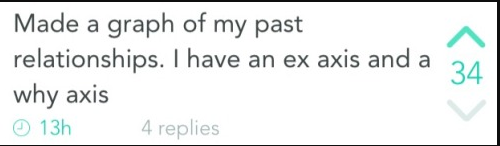 Made a graph of my past
relationships. I have an ex axis and a
why axis
34
13h 4 replies